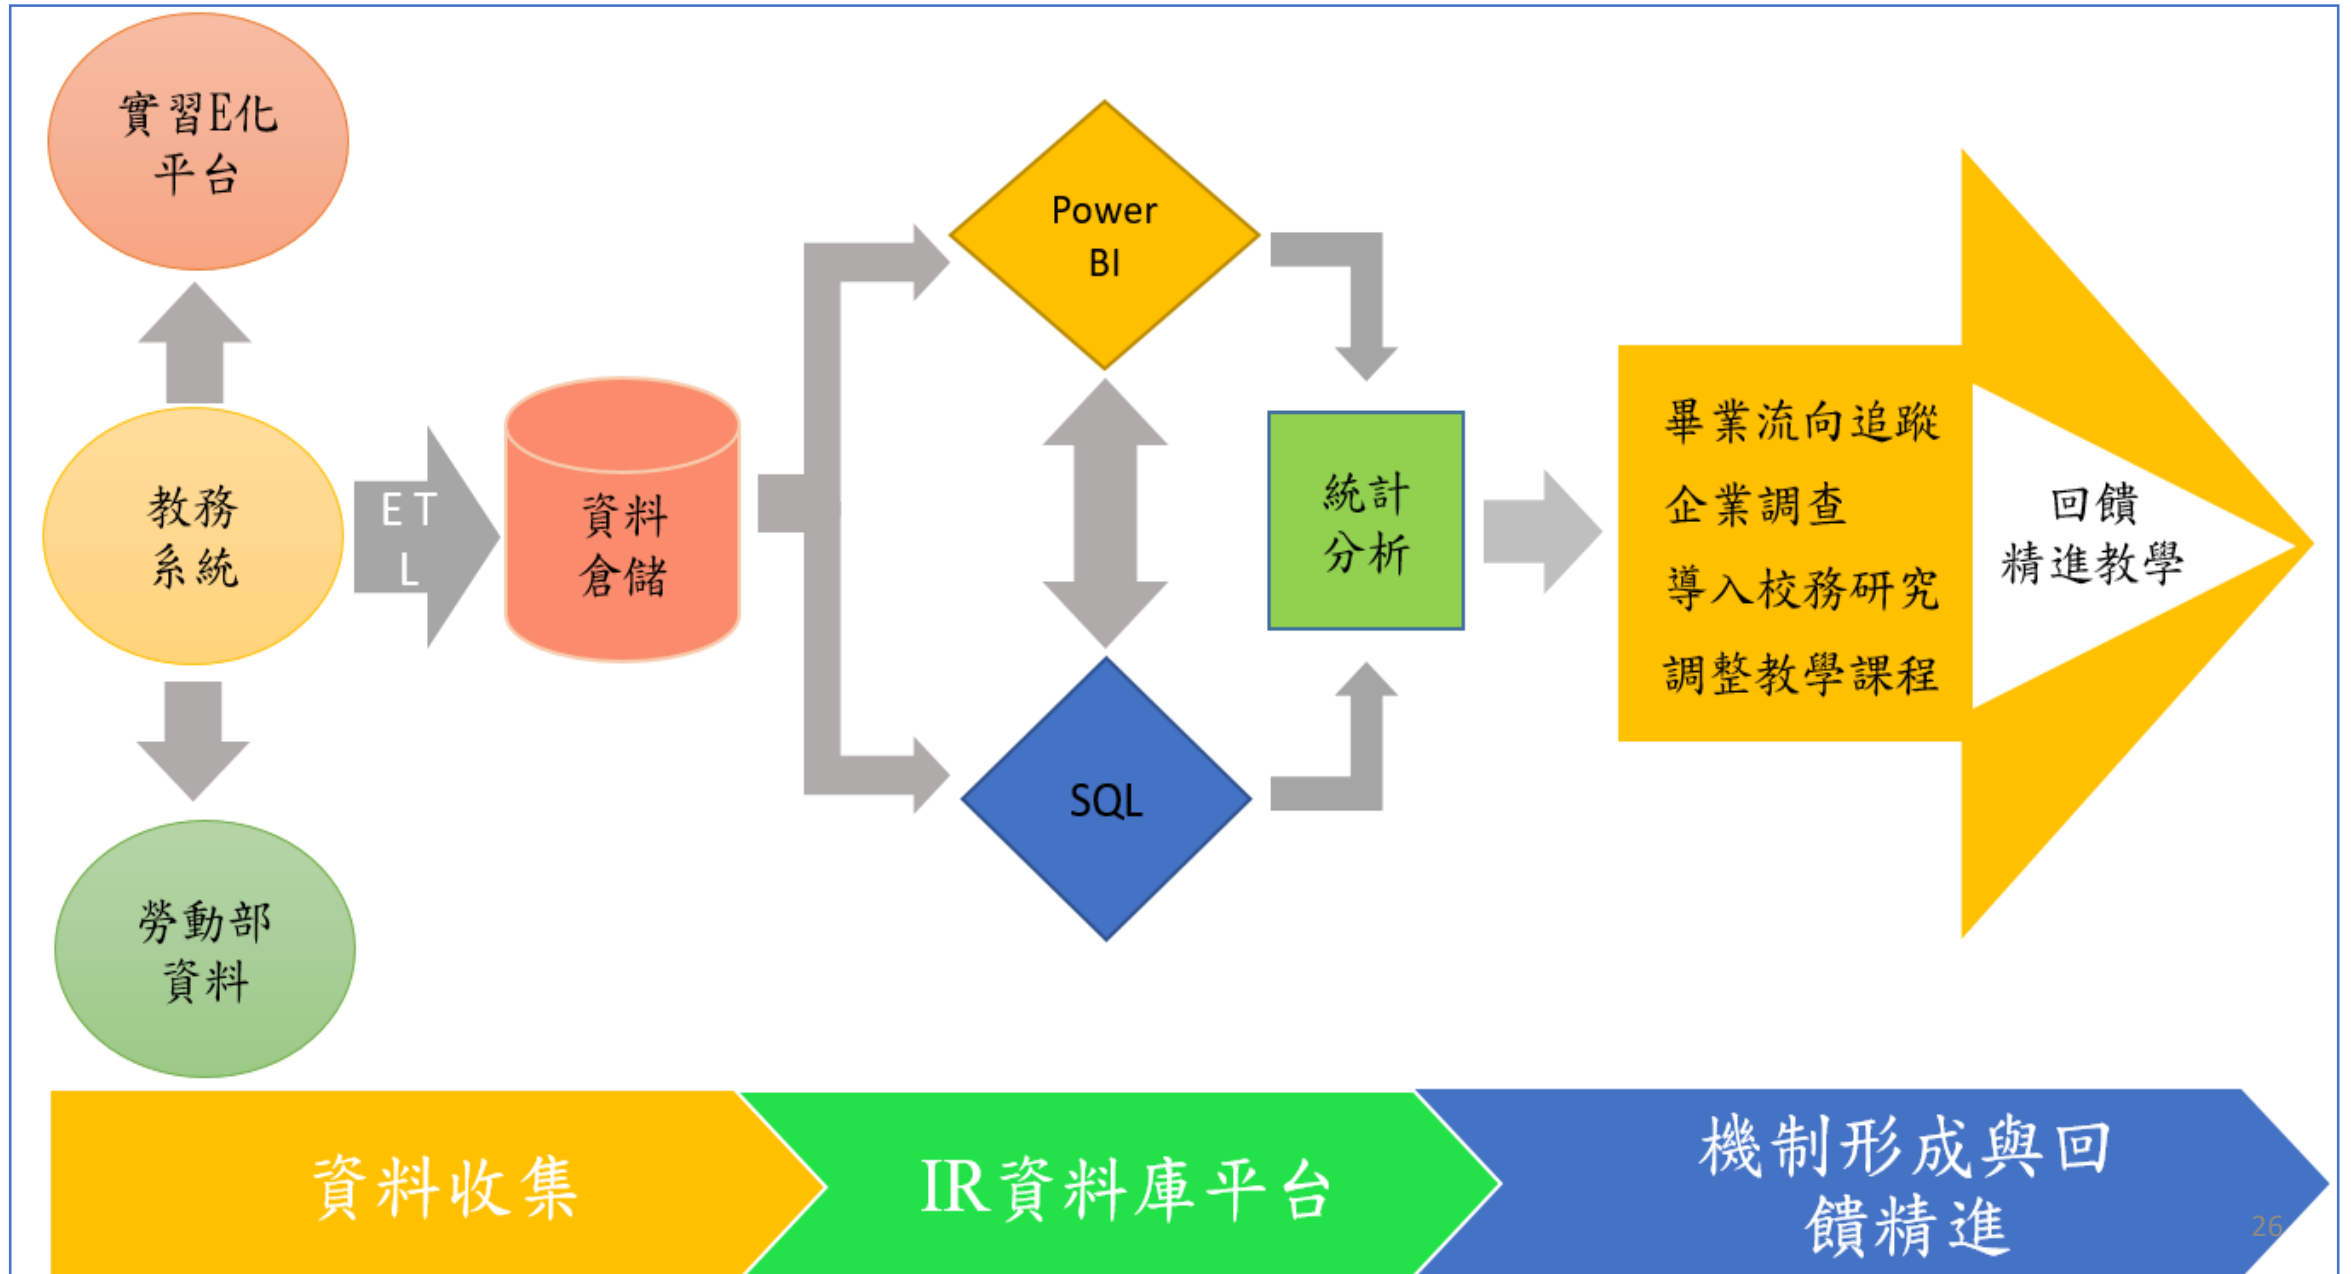 實習E化
平台
教務
系統
勞動部
資料
E T
L
資料
倉儲
Power
BI
SQL
統計
分析
畢業流向追蹤
企業調查
導入校務研究
調整教學課程
回饋
精進教學
資料收集
IR資料庫平台
機制形成與回
饋精進
26